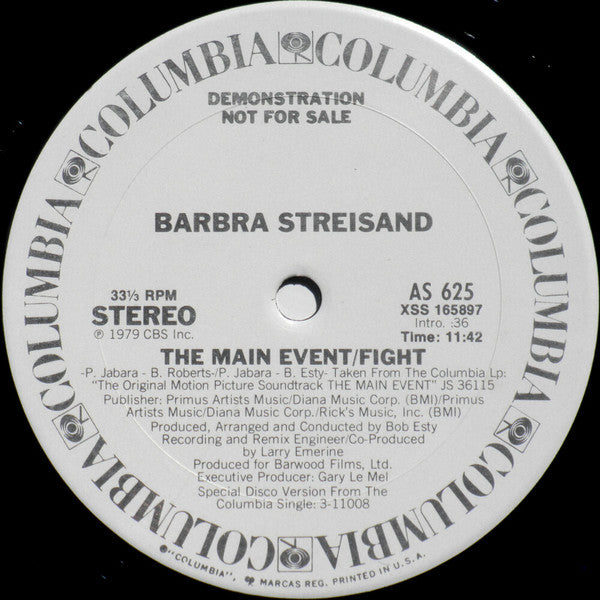 COLUMBIA COLUMBIA COLUMBIA COLUMBIA COLUMBIA COLUMBIA COLUMBIA
DEMONSTRATION
NOT FOR SALE
BARBRA STREISAND
33⅓ RPM
STEREO
℗ 1979 CBS Inc.
AS 625
XSS 165897
Intro. :36
Time: 11:42
THE MAIN EVENT/FIGHT
-P. Jabara - B. Roberts-/P. Jabara - B. Esty- Taken From The Columbia Lp:
"The Original Motion Picture Soundtrack THE MAIN EVENT" JS 36115
Publisher: Primus Artists Music/Diana Music Corp. (BMI)/Primus
Artists Music/Diana Music Corp./Rick's Music, Inc. (BMI)
Produced, Arranged and Conducted by Bob Esty
Recording and Remix Engineer/Co-Produced
by Larry Emerine
Produced for Barwood Films, Ltd.
Executive Producer: Gary Le Mel
Special Disco Version From The
Columbia Single: 3-11008
® "COLUMBIA", MARCAS REG. PRINTED IN U.S.A.